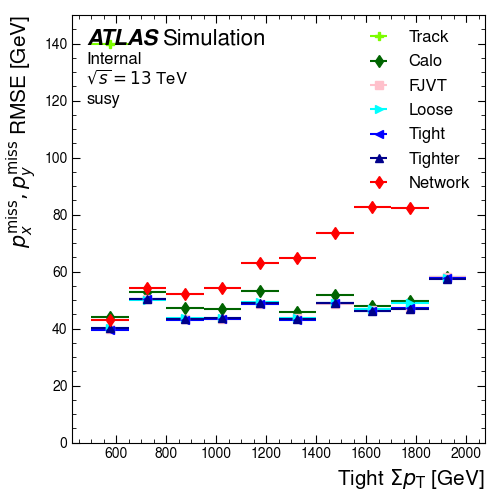 ATLAS Simulation
Internal
√s = 13 TeV
susy
Track
Calo
FJVT
Loose
Tight
Tighter
Network
p_x^miss, p_y^miss RMSE [GeV]
140
120
100
80
60
40
20
0
600 800 1000 1200 1400 1600 1800 2000
Tight Σp_T [GeV]